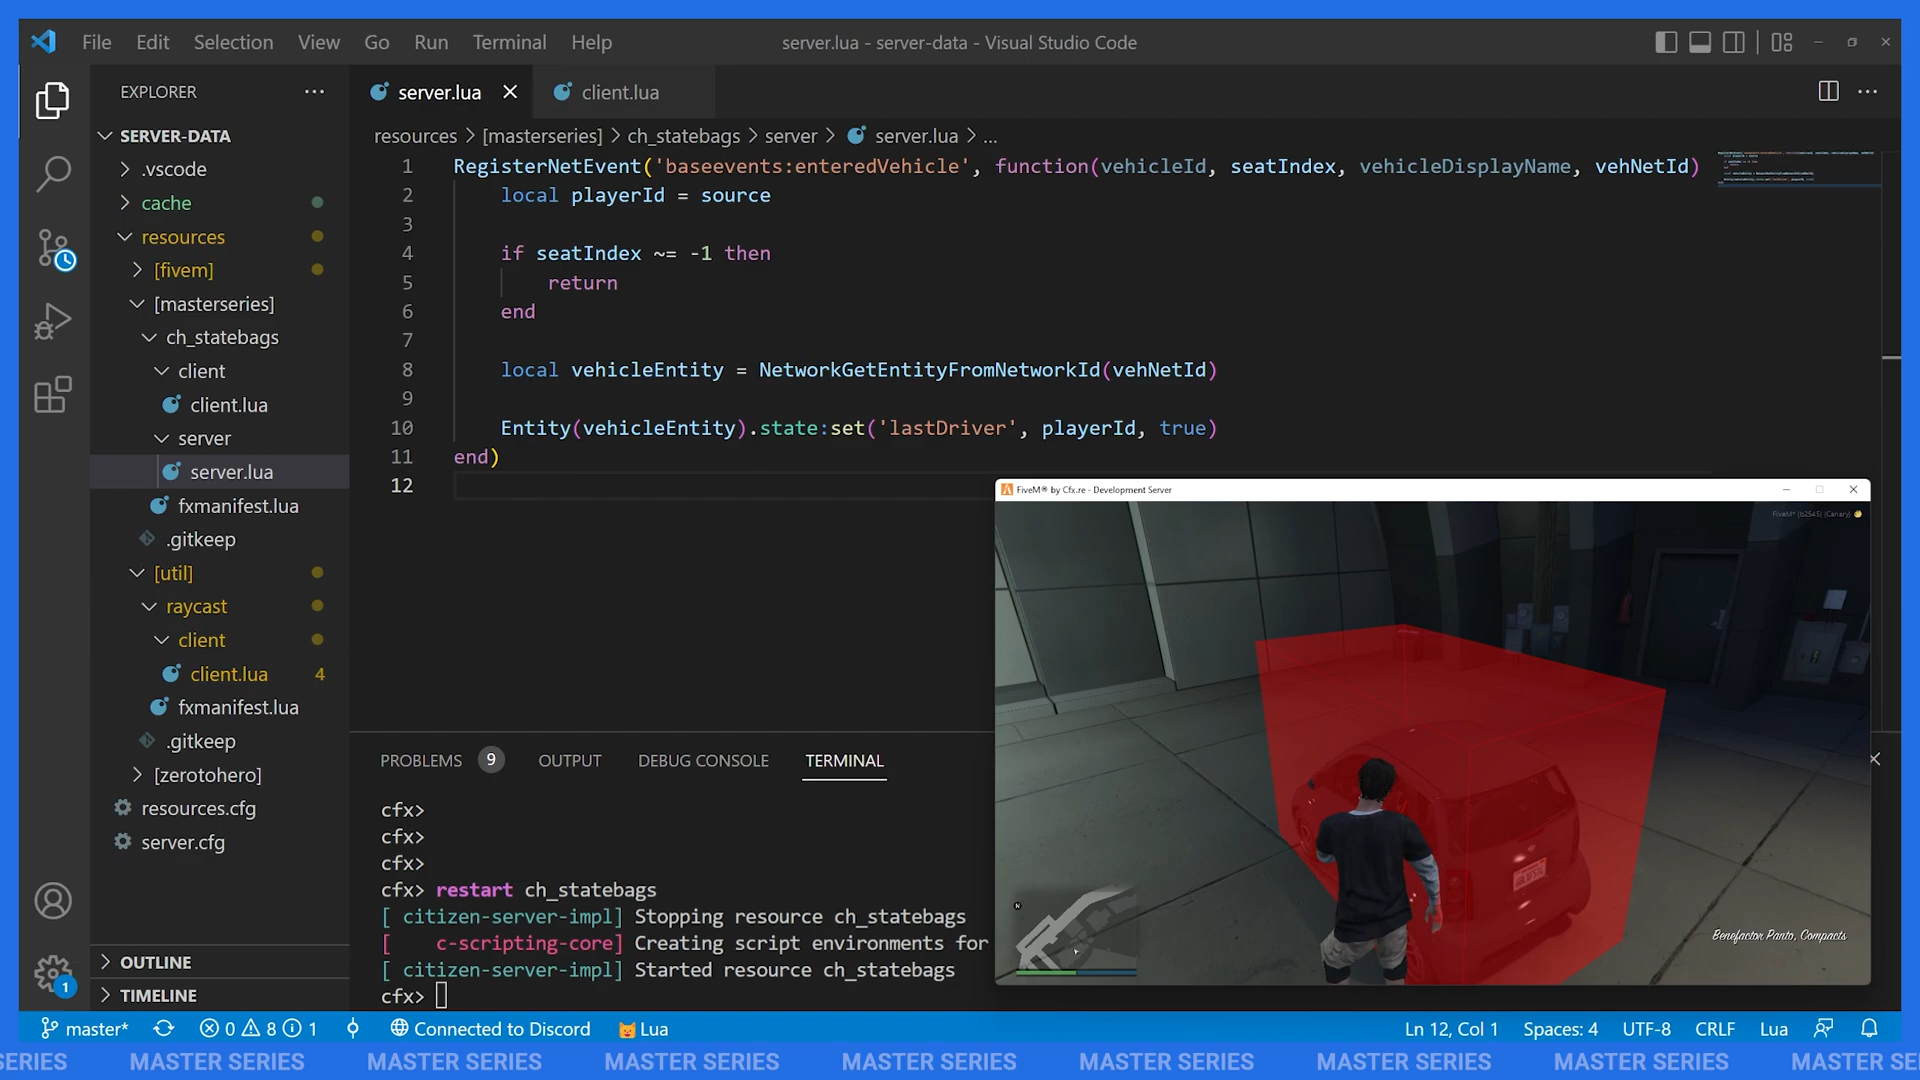 File Edit Selection View Go Run Terminal Help
server.lua - server-data - Visual Studio Code
EXPLORER
SERVER-DATA
.vscode
cache
resources
[fivem]
[masterseries]
ch_statebags
client
client.lua
server
server.lua
fxmanifest.lua
.gitkeep
[util]
raycast
client
client.lua 4
fxmanifest.lua
.gitkeep
[zerotohero]
resources.cfg
server.cfg
OUTLINE
TIMELINE
1
server.lua client.lua
resources > [masterseries] > ch_statebags > server > server.lua > ...
1 RegisterNetEvent('baseevents:enteredVehicle', function(vehicleId, seatIndex, vehicleDisplayName, vehNetId)
2 local playerId = source
3
4 if seatIndex ~= -1 then
5 return
6 end
7
8 local vehicleEntity = NetworkGetEntityFromNetworkId(vehNetId)
9
10 Entity(vehicleEntity).state:set('lastDriver', playerId, true)
11 end)
12
PROBLEMS 9 OUTPUT DEBUG CONSOLE TERMINAL
cfx>
cfx>
cfx>
cfx> restart ch_statebags
[ citizen-server-impl] Stopping resource ch_statebags
[ c-scripting-core] Creating script environments for
[ citizen-server-impl] Started resource ch_statebags
cfx>
FiveM® by Cfx.re - Development Server
FiveM* (b2545) (Canary)
N
Benefactor Panto, Compacts
master* 0 8 1 Connected to Discord Lua
Ln 12, Col 1 Spaces: 4 UTF-8 CRLF Lua
SERIES MASTER SERIES MASTER SERIES MASTER SERIES MASTER SERIES MASTER SERIES MASTER SERIES MASTER SERIES MASTER SE